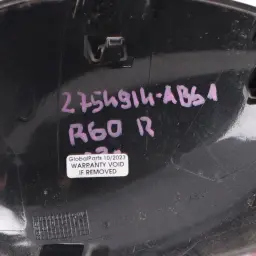 2754914-AB61
R60 R
GlobalParts 10/2023
WARRANTY VOID
IF REMOVED